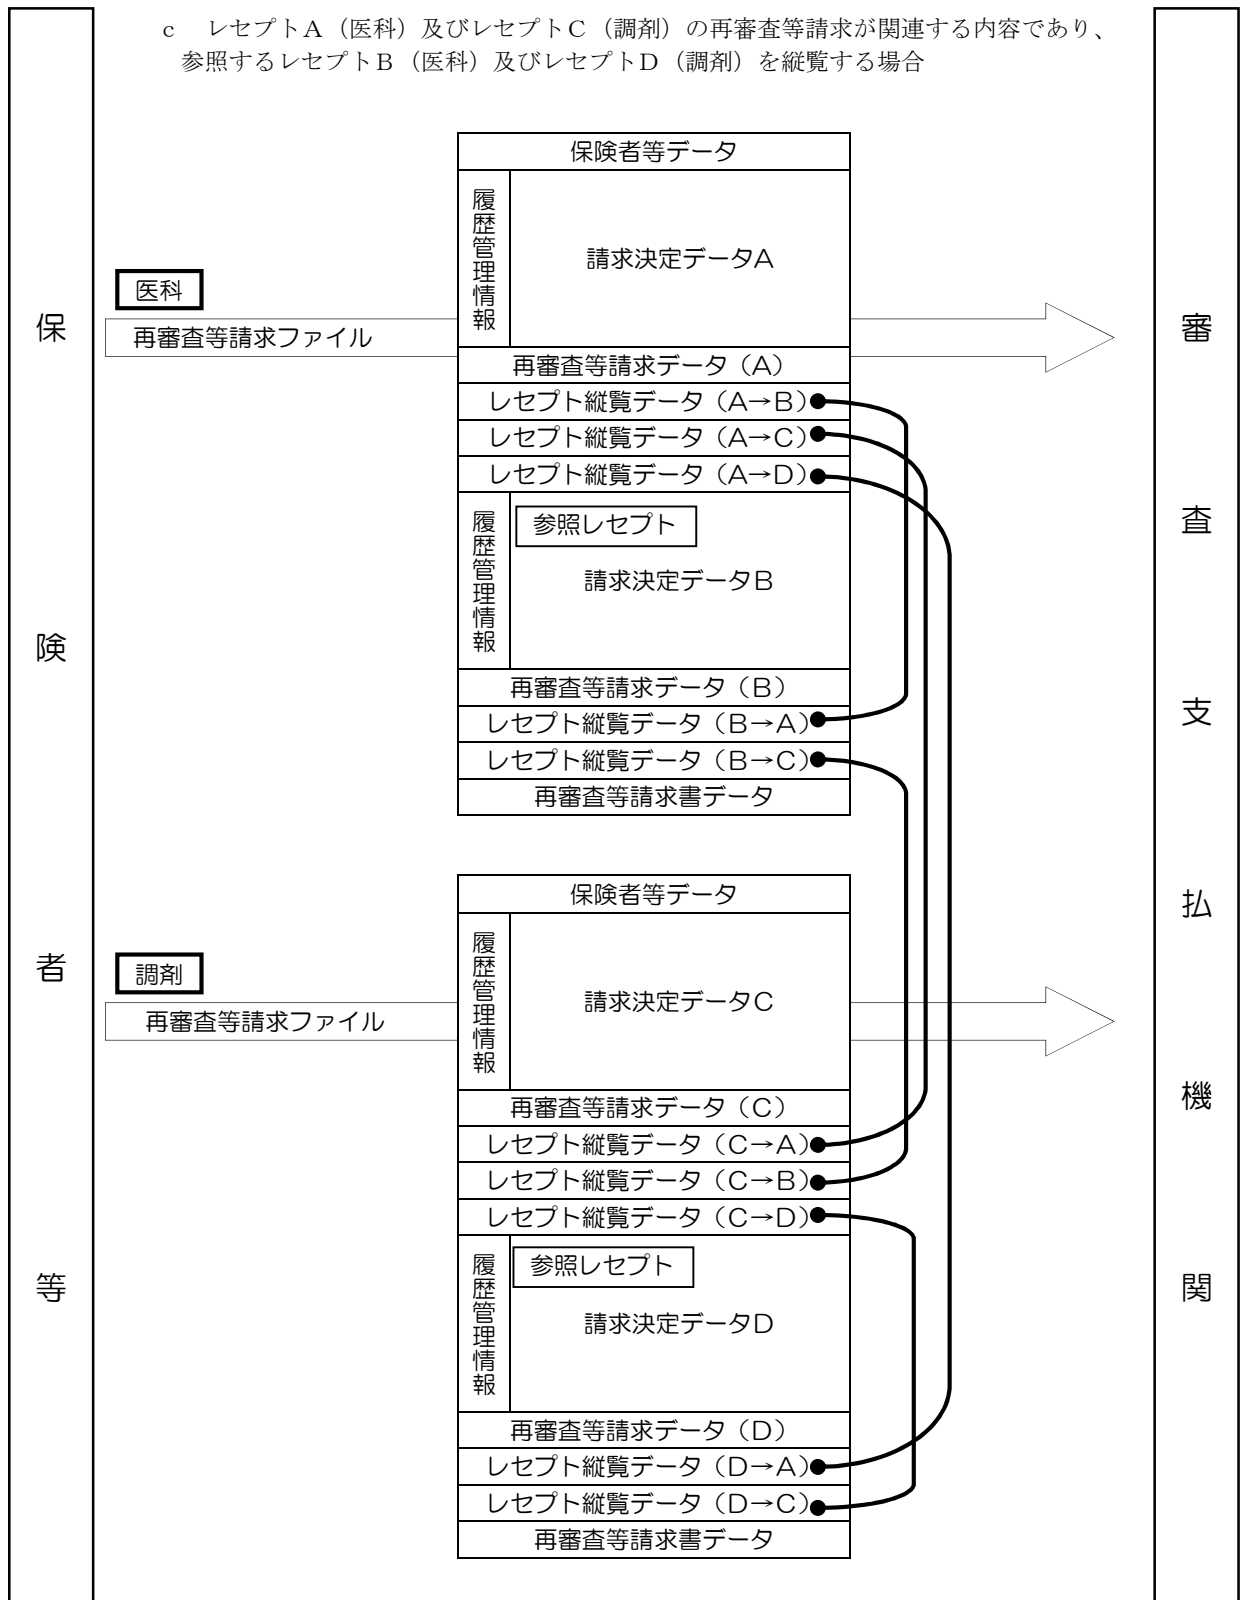 c　レセプトA（医科）及びレセプトC（調剤）の再審査等請求が関連する内容であり、
参照するレセプトB（医科）及びレセプトD（調剤）を縦覧する場合
保険者等
医科
再審査等請求ファイル
保険者等データ
履歴管理情報
請求決定データA
再審査等請求データ（A）
レセプト縦覧データ（A→B）
レセプト縦覧データ（A→C）
レセプト縦覧データ（A→D）
履歴管理情報
参照レセプト
請求決定データB
再審査等請求データ（B）
レセプト縦覧データ（B→A）
レセプト縦覧データ（B→C）
再審査等請求書データ
調剤
再審査等請求ファイル
保険者等データ
履歴管理情報
請求決定データC
再審査等請求データ（C）
レセプト縦覧データ（C→A）
レセプト縦覧データ（C→B）
レセプト縦覧データ（C→D）
履歴管理情報
参照レセプト
請求決定データD
再審査等請求データ（D）
レセプト縦覧データ（D→A）
レセプト縦覧データ（D→C）
再審査等請求書データ
審査支払機関